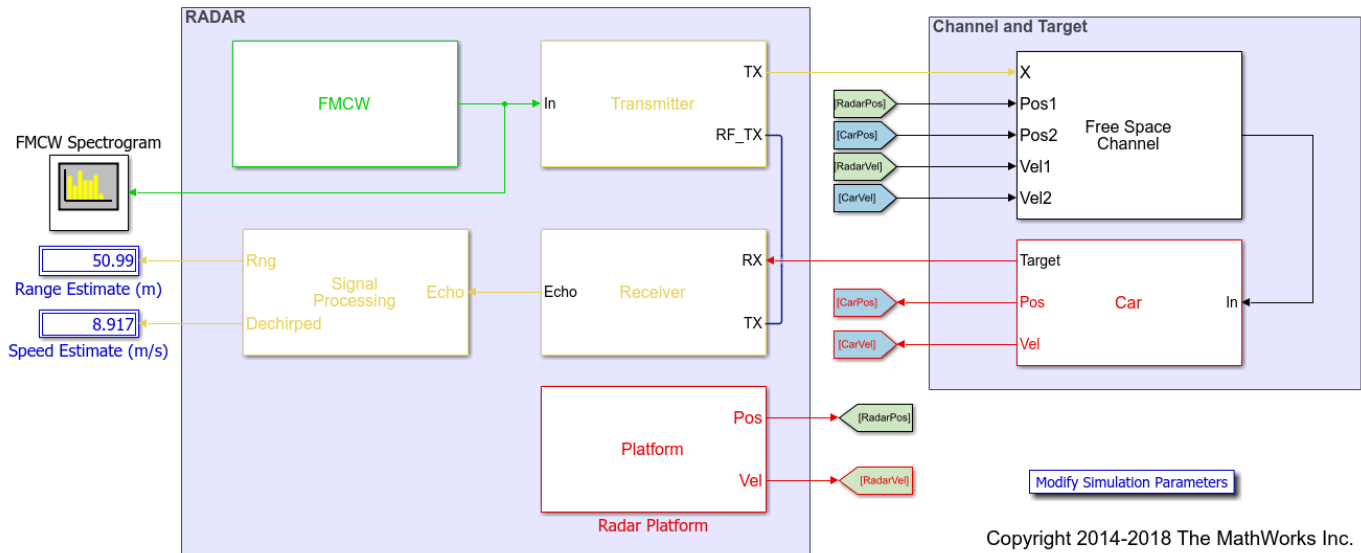 RADAR
FMCW
FMCW Spectrogram
In
Transmitter
TX
RF_TX
50.99
Range Estimate (m)
8.917
Speed Estimate (m/s)
Rng
Dechirped
Signal
Processing
Echo
Echo
Receiver
RX
TX
Platform
Pos
Vel
Radar Platform
[RadarPos]
[RadarVel]
Channel and Target
[RadarPos]
[CarPos]
[RadarVel]
[CarVel]
X
Pos1
Pos2
Vel1
Vel2
Free Space
Channel
Target
Pos
Vel
Car
In
[CarPos]
[CarVel]
Modify Simulation Parameters
Copyright 2014-2018 The MathWorks Inc.